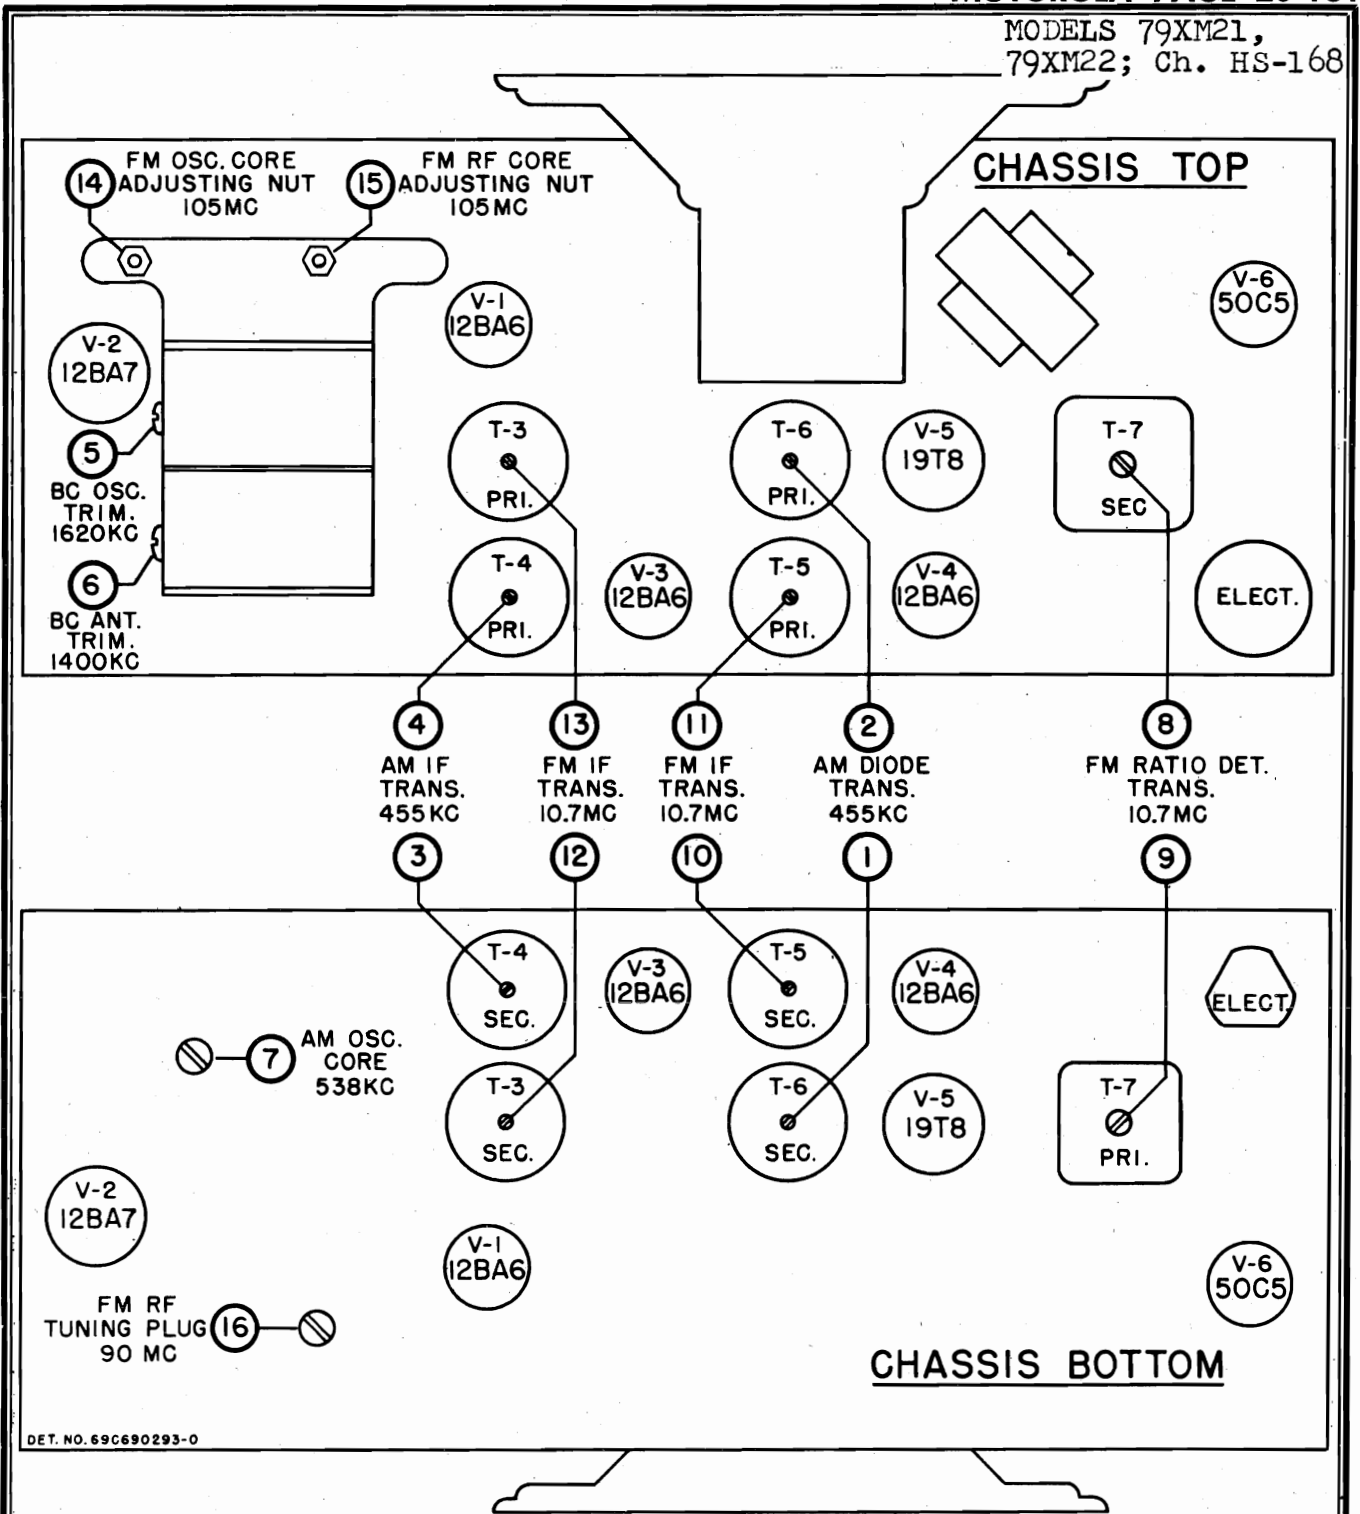 MODELS 79XM21,
79XM22; Ch. HS-168
CHASSIS TOP
14
FM OSC. CORE
ADJUSTING NUT
105MC
15
FM RF CORE
ADJUSTING NUT
105MC
V-1
12BA6
V-6
50C5
V-2
12BA7
5
BC OSC.
TRIM.
1620KC
6
BC ANT.
TRIM.
1400KC
T-3
PRI.
T-6
PRI.
V-5
19T8
T-7
SEC
T-4
PRI.
V-3
12BA6
T-5
PRI.
V-4
12BA6
ELECT.
4
AM IF
TRANS.
455KC
3
13
FM IF
TRANS.
10.7MC
12
11
FM IF
TRANS.
10.7MC
10
2
AM DIODE
TRANS.
455KC
1
8
FM RATIO DET.
TRANS.
10.7MC
9
T-4
SEC.
V-3
12BA6
T-5
SEC.
V-4
12BA6
ELECT.
7
AM OSC.
CORE
538KC
T-3
SEC.
T-6
SEC.
V-5
19T8
T-7
PRI.
V-2
12BA7
V-1
12BA6
V-6
50C5
FM RF
TUNING PLUG
90 MC
16
CHASSIS BOTTOM
DET. NO. 69C690293-0